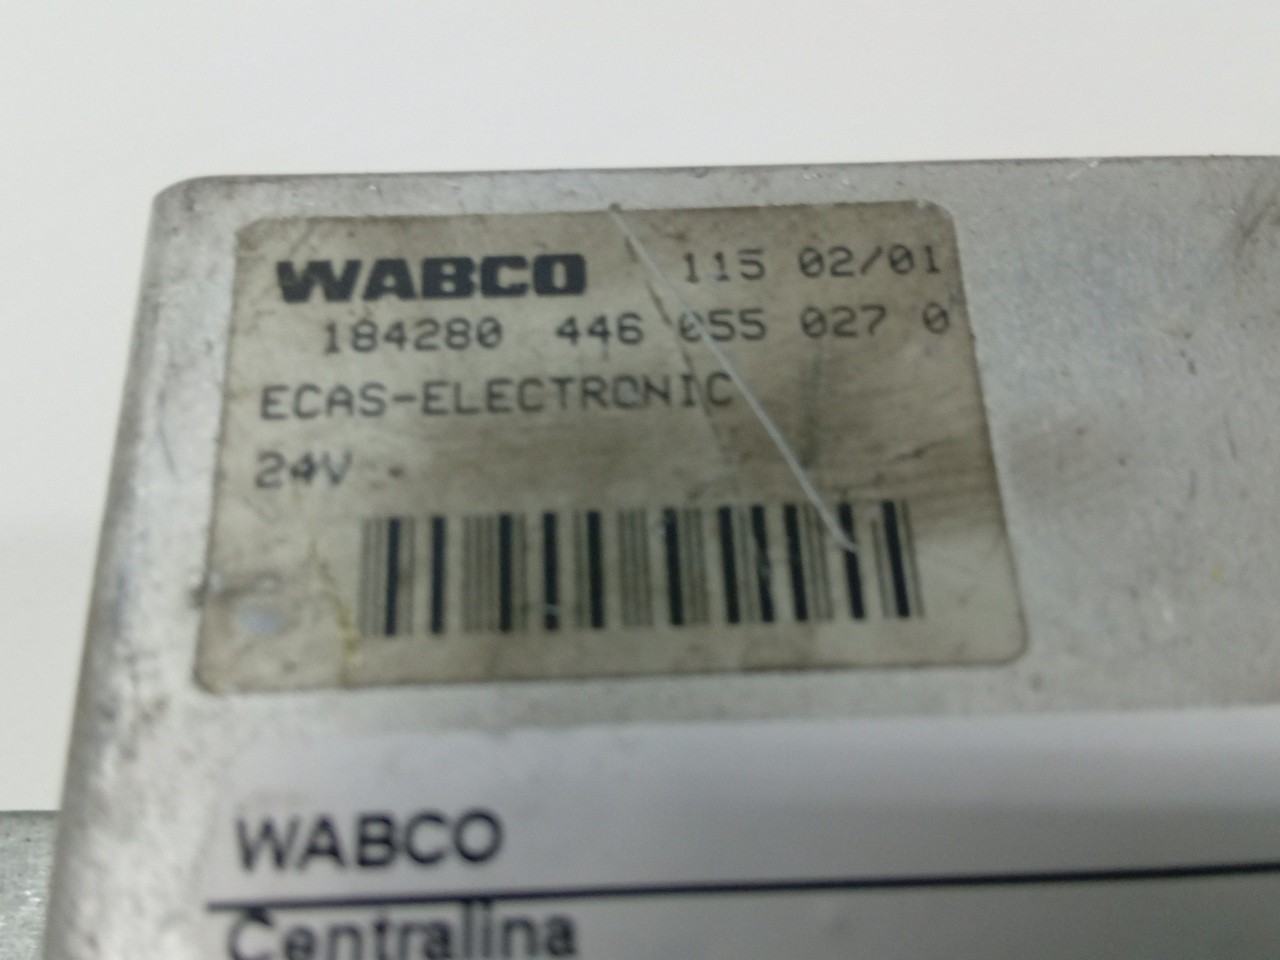 WABCO 115 02/01
184280 446 055 027 0
ECAS-ELECTRONIC
24V
WABCO
Centralina